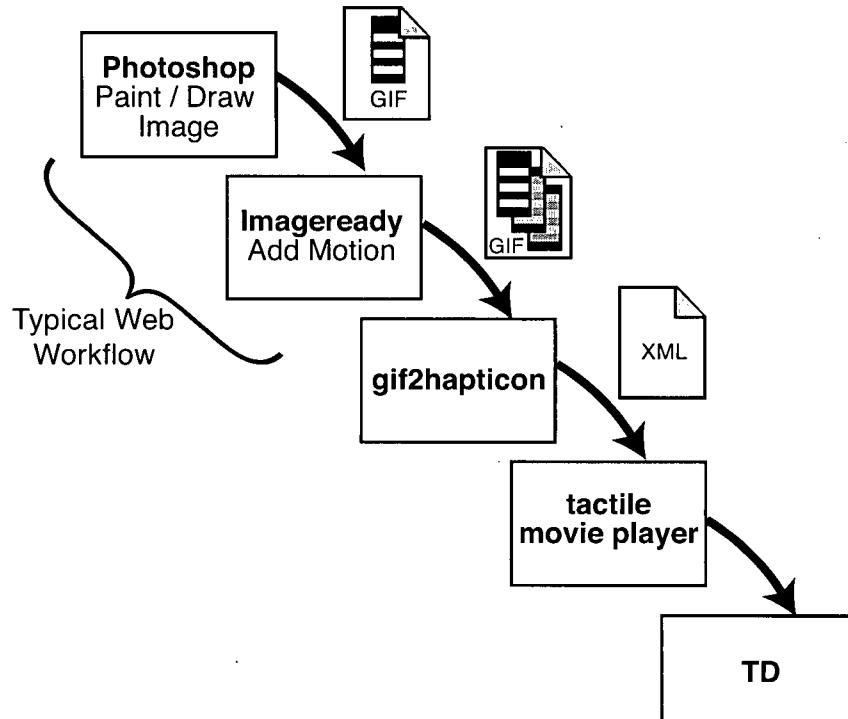 Photoshop
Paint / Draw
Image
GIF
Imageready
Add Motion
GIF
Typical Web
Workflow
gif2hapticon
XML
tactile
movie player
TD